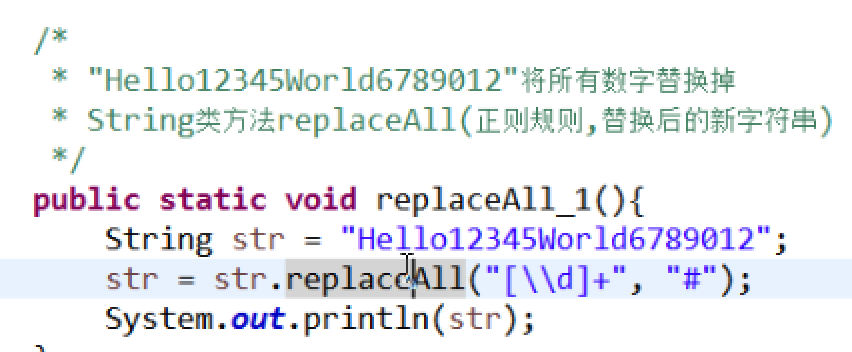 /*
 * "Hello12345World6789012"将所有数字替换掉
 * String类方法replaceAll(正则规则,替换后的新字符串)
 */
public static void replaceAll_1(){
    String str = "Hello12345World6789012";
    str = str.replaceAll("[\\d]+", "#");
    System.out.println(str);
}